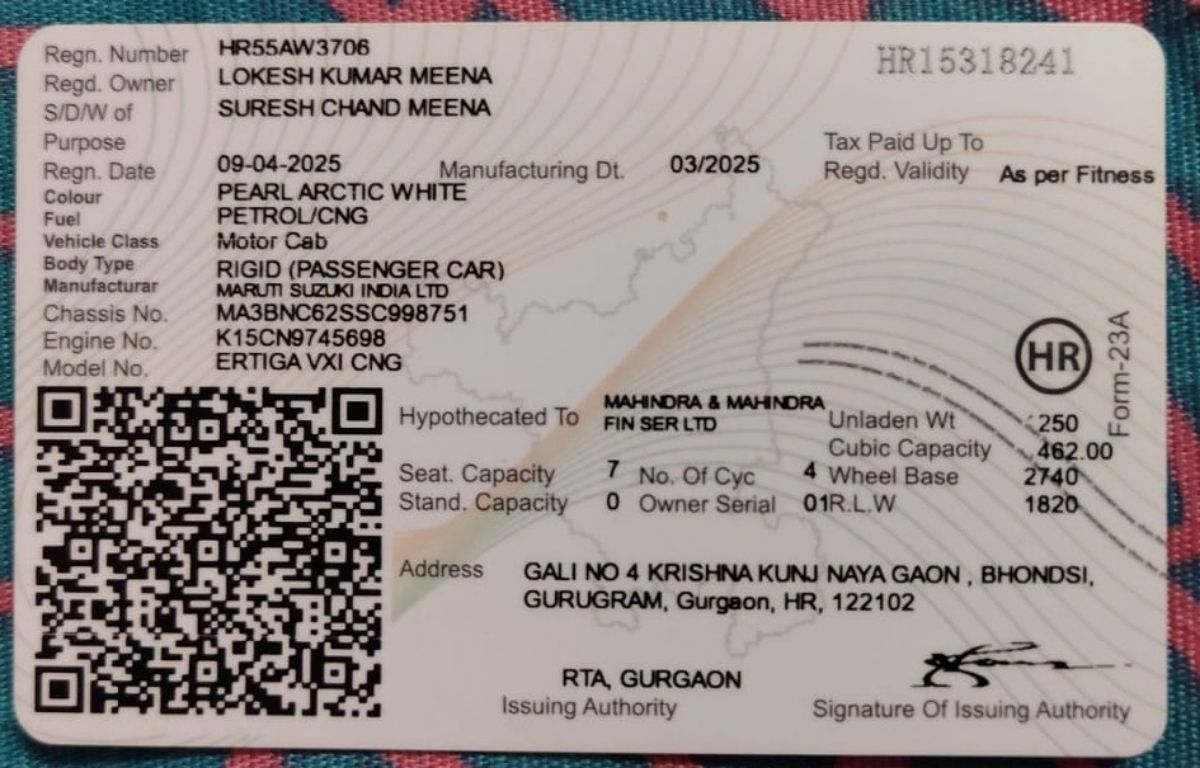 HR15318241
Regn. Number HR55AW3706
Regd. Owner LOKESH KUMAR MEENA
S/D/W of SURESH CHAND MEENA
Purpose Tax Paid Up To
Regn. Date 09-04-2025 Manufacturing Dt. 03/2025 Regd. Validity As per Fitness
Colour PEARL ARCTIC WHITE
Fuel PETROL/CNG
Vehicle Class Motor Cab
Body Type RIGID (PASSENGER CAR)
Manufacturar MARUTI SUZUKI INDIA LTD
Chassis No. MA3BNC62SSC998751
Engine No. K15CN9745698
Model No. ERTIGA VXI CNG
HR
Form-23A
Hypothecated To MAHINDRA & MAHINDRA
FIN SER LTD
Unladen Wt 250
Cubic Capacity 462.00
Seat. Capacity 7 No. Of Cyc 4 Wheel Base 2740
Stand. Capacity 0 Owner Serial 01 R.L.W 1820
Address GALI NO 4 KRISHNA KUNJ NAYA GAON , BHONDSI,
GURUGRAM, Gurgaon, HR, 122102
RTA, GURGAON
Issuing Authority Signature Of Issuing Authority